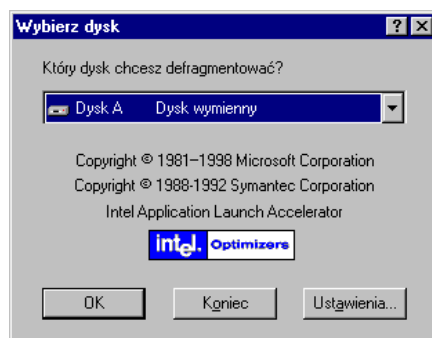 Wybierz dysk
Który dysk chcesz defragmentować?
Dysk A Dysk wymienny
Copyright © 1981–1998 Microsoft Corporation
Copyright © 1988-1992 Symantec Corporation
Intel Application Launch Accelerator
intel. Optimizers
OK Koniec Ustawienia...